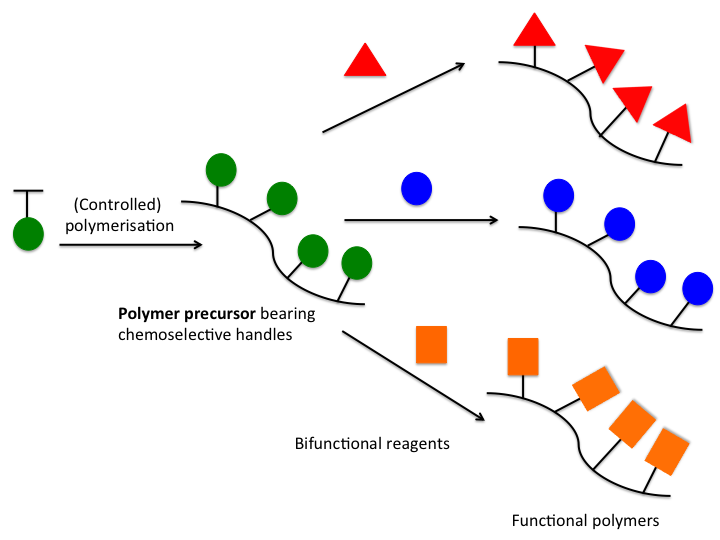 (Controlled)
polymerisation
Polymer precursor bearing
chemoselective handles
Bifunctional reagents
Functional polymers